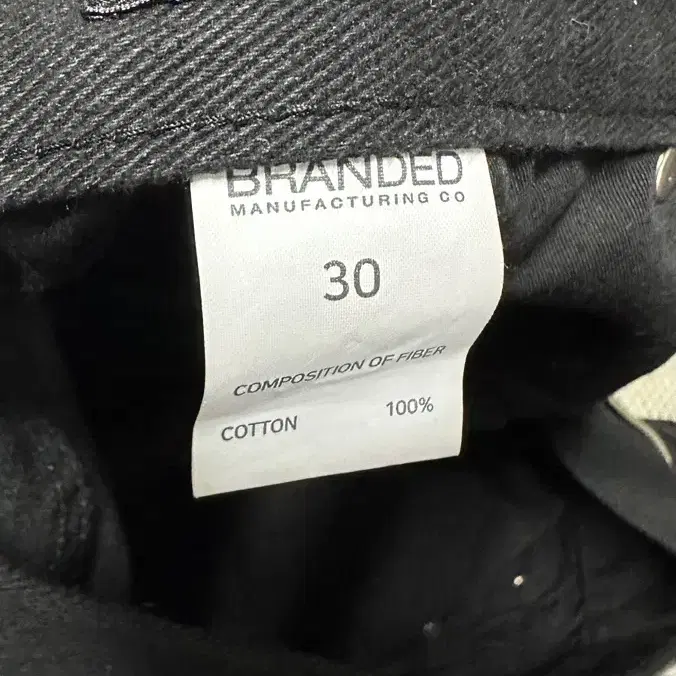 BRANDED
MANUFACTURING CO
30
COMPOSITION OF FIBER
COTTON 100%